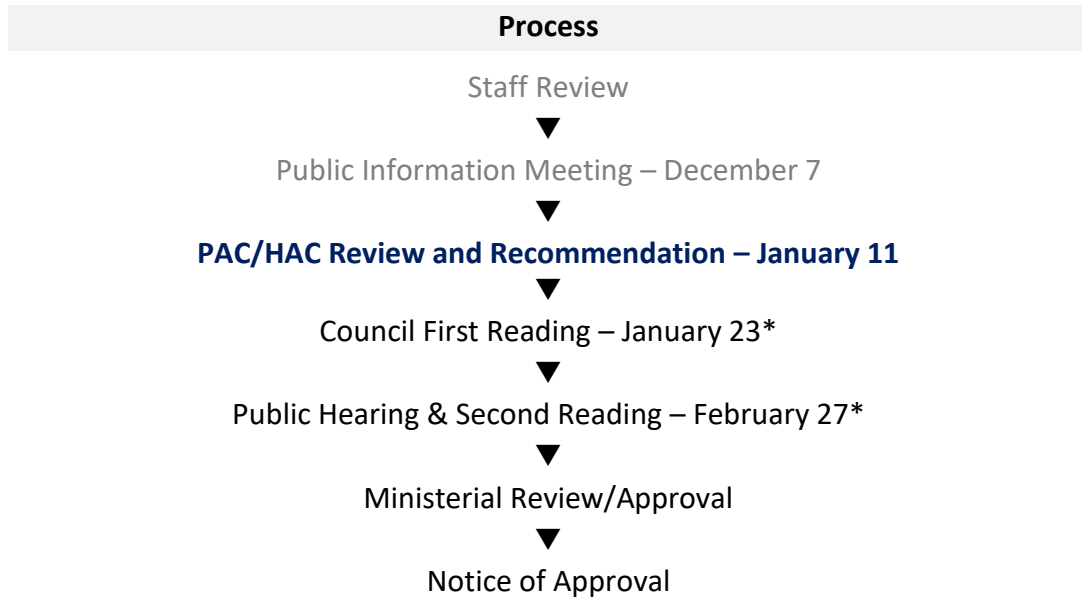 Process
Staff Review
▼
Public Information Meeting – December 7
▼
PAC/HAC Review and Recommendation – January 11
▼
Council First Reading – January 23*
▼
Public Hearing & Second Reading – February 27*
▼
Ministerial Review/Approval
▼
Notice of Approval